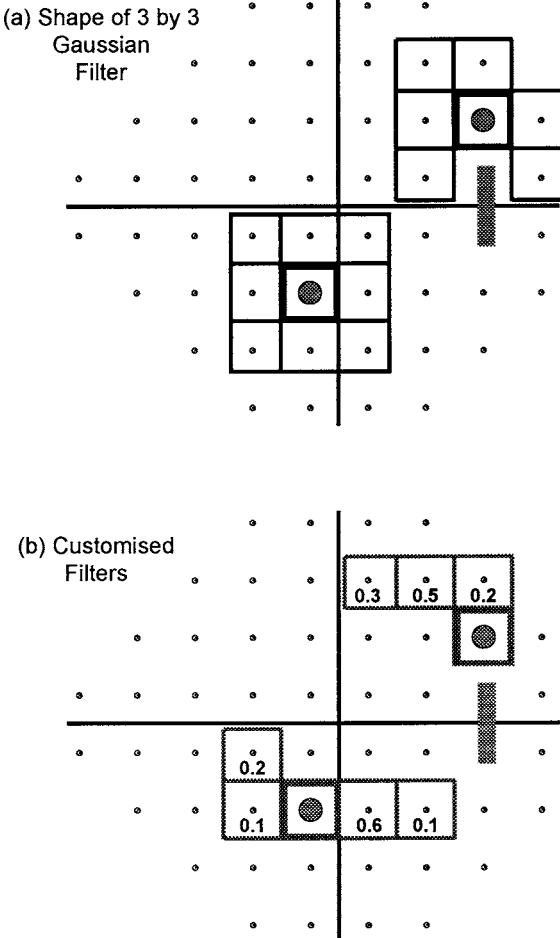 (a) Shape of 3 by 3
Gaussian
Filter
(b) Customised
Filters
0.3 0.5 0.2
0.2
0.1 0.6 0.1